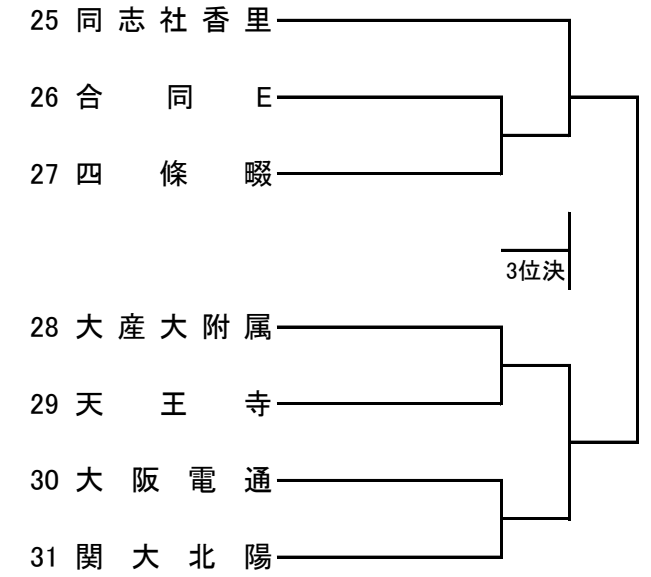 25 同志社香里
26 合同E
27 四條畷
3位決
28 大産大附属
29 天王寺
30 大阪電通
31 関大北陽